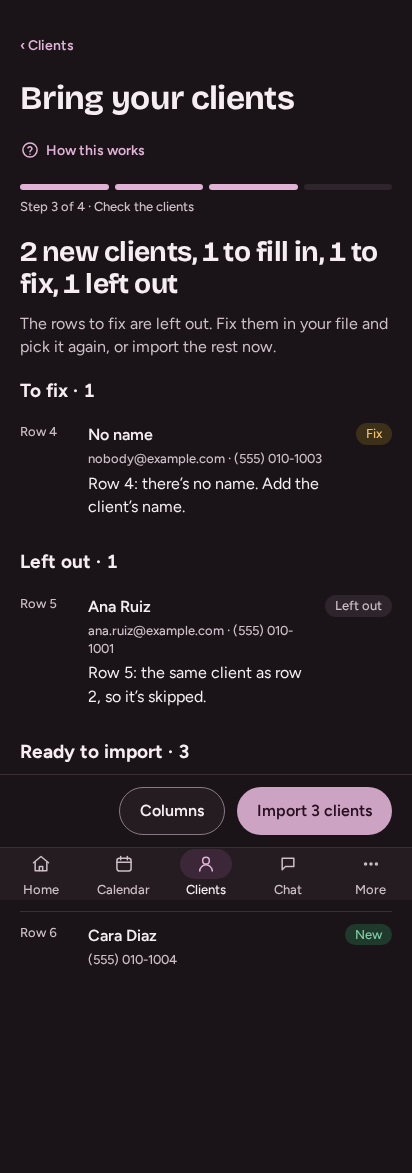 ‹ Clients
Bring your clients
How this works
Step 3 of 4 · Check the clients
2 new clients, 1 to fill in, 1 to
fix, 1 left out
The rows to fix are left out. Fix them in your file and
pick it again, or import the rest now.
To fix · 1
Row 4
No name
Fix
nobody@example.com · (555) 010-1003
Row 4: there’s no name. Add the
client’s name.
Left out · 1
Row 5
Ana Ruiz
Left out
ana.ruiz@example.com · (555) 010-
1001
Row 5: the same client as row
2, so it’s skipped.
Ready to import · 3
Columns
Import 3 clients
Home
Calendar
Clients
Chat
More
Row 6
Cara Diaz
New
(555) 010-1004